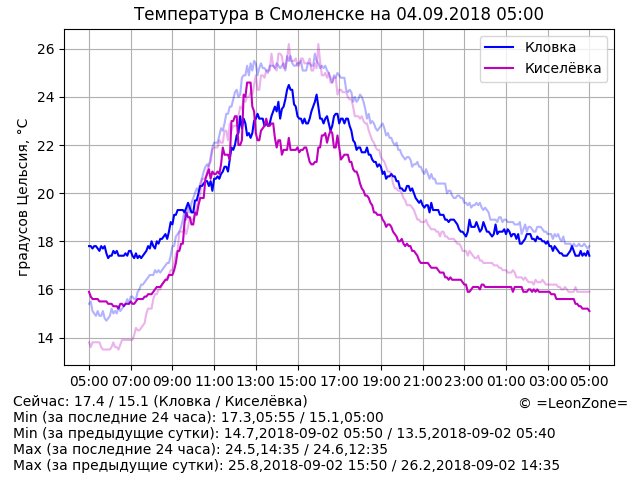 Температура в Смоленске на 04.09.2018 05:00
градусов Цельсия, °C
26
24
22
20
18
16
14
Кловка
Киселёвка
05:00 07:00 09:00 11:00 13:00 15:00 17:00 19:00 21:00 23:00 01:00 03:00 05:00
Сейчас: 17.4 / 15.1 (Кловка / Киселёвка)
© =LeonZone=
Min (за последние 24 часа): 17.3,05:55 / 15.1,05:00
Min (за предыдущие сутки): 14.7,2018-09-02 05:50 / 13.5,2018-09-02 05:40
Max (за последние 24 часа): 24.5,14:35 / 24.6,12:35
Max (за предыдущие сутки): 25.8,2018-09-02 15:50 / 26.2,2018-09-02 14:35